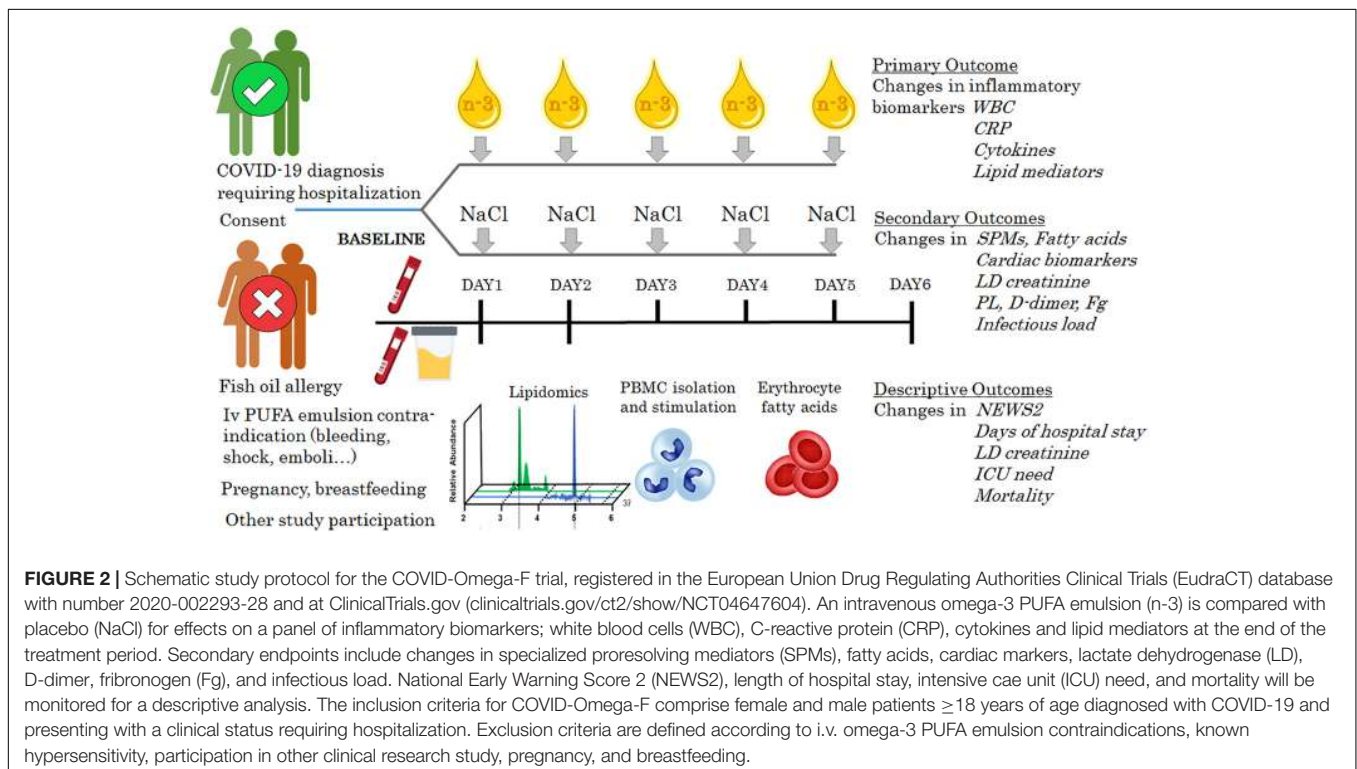 n-3 n-3 n-3 n-3 n-3
COVID-19 diagnosis
requiring hospitalization
Consent
BASELINE
NaCl NaCl NaCl NaCl NaCl
DAY1 DAY2 DAY3 DAY4 DAY5 DAY6
Primary Outcome
Changes in inflammatory
biomarkers WBC
CRP
Cytokines
Lipid mediators
Secondary Outcomes
Changes in SPMs, Fatty acids
Cardiac biomarkers
LD creatinine
PL, D-dimer, Fg
Infectious load
Fish oil allergy
Iv PUFA emulsion contra-
indication (bleeding,
shock, emboli...)
Pregnancy, breastfeeding
Other study participation
Lipidomics
Relative Abundance
2 3 4 5 6
PBMC isolation
and stimulation
Erythrocyte
fatty acids
Descriptive Outcomes
Changes in NEWS2
Days of hospital stay
LD creatinine
ICU need
Mortality
FIGURE 2 | Schematic study protocol for the COVID-Omega-F trial, registered in the European Union Drug Regulating Authorities Clinical Trials (EudraCT) database
with number 2020-002293-28 and at ClinicalTrials.gov (clinicaltrials.gov/ct2/show/NCT04647604). An intravenous omega-3 PUFA emulsion (n-3) is compared with
placebo (NaCl) for effects on a panel of inflammatory biomarkers; white blood cells (WBC), C-reactive protein (CRP), cytokines and lipid mediators at the end of the
treatment period. Secondary endpoints include changes in specialized proresolving mediators (SPMs), fatty acids, cardiac markers, lactate dehydrogenase (LD),
D-dimer, fribronogen (Fg), and infectious load. National Early Warning Score 2 (NEWS2), length of hospital stay, intensive cae unit (ICU) need, and mortality will be
monitored for a descriptive analysis. The inclusion criteria for COVID-Omega-F comprise female and male patients ≥18 years of age diagnosed with COVID-19 and
presenting with a clinical status requiring hospitalization. Exclusion criteria are defined according to i.v. omega-3 PUFA emulsion contraindications, known
hypersensitivity, participation in other clinical research study, pregnancy, and breastfeeding.